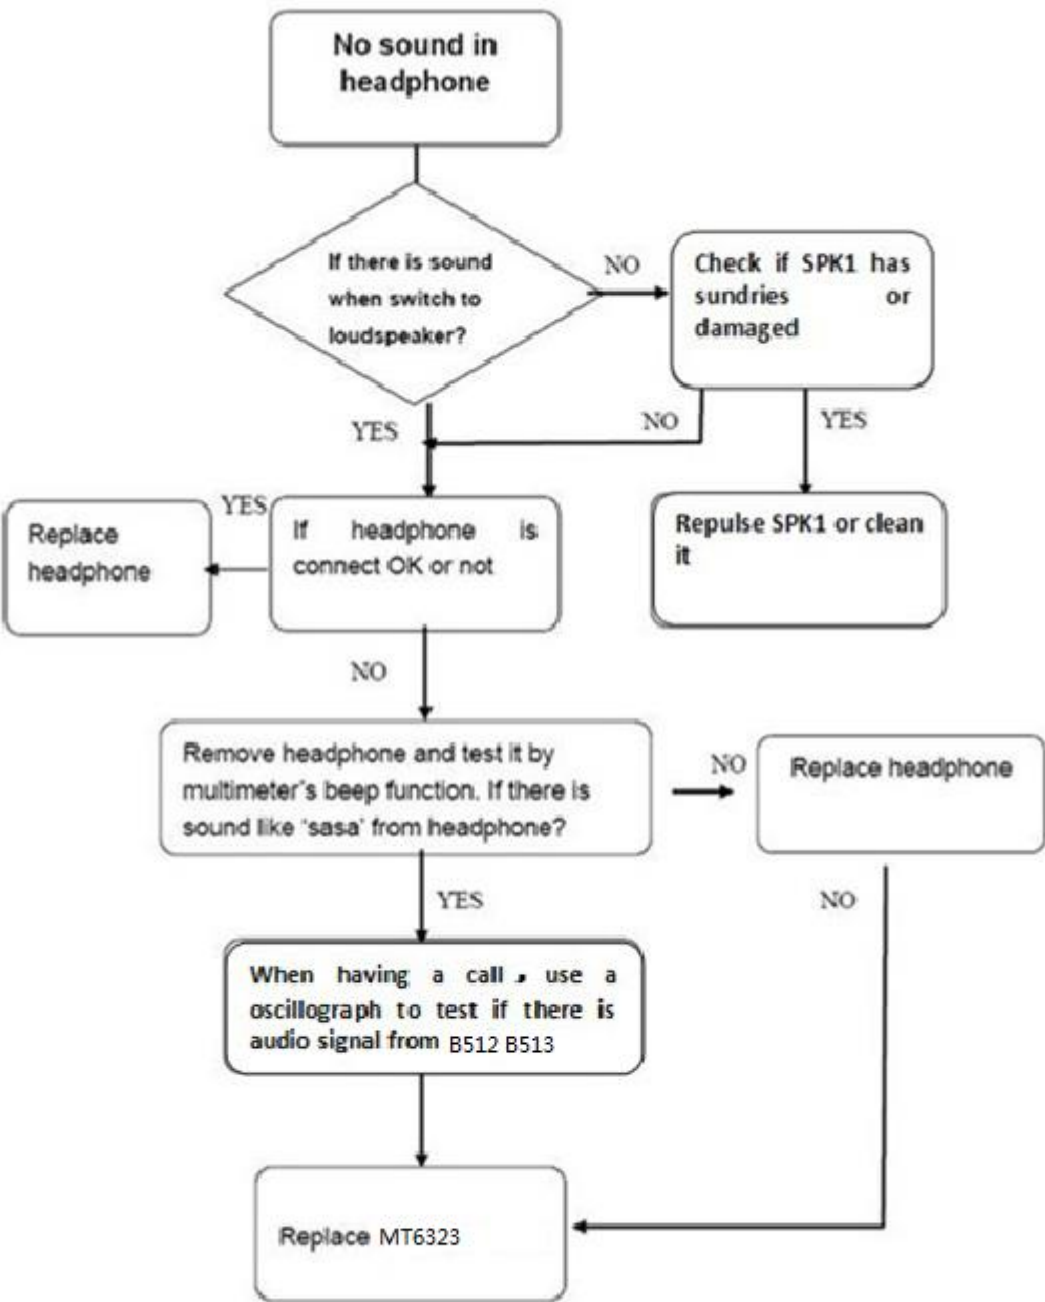 No sound in
headphone
If there is sound
when switch to
loudspeaker?
NO
Check if SPK1 has
sundries or
damaged
YES
NO
YES
Replace
headphone
YES
If headphone is
connect OK or not
Repulse SPK1 or clean
it
NO
Remove headphone and test it by
multimeter's beep function. If there is
sound like 'sasa' from headphone?
NO
Replace headphone
YES
NO
When having a call , use a
oscillograph to test if there is
audio signal from B512 B513
Replace MT6323